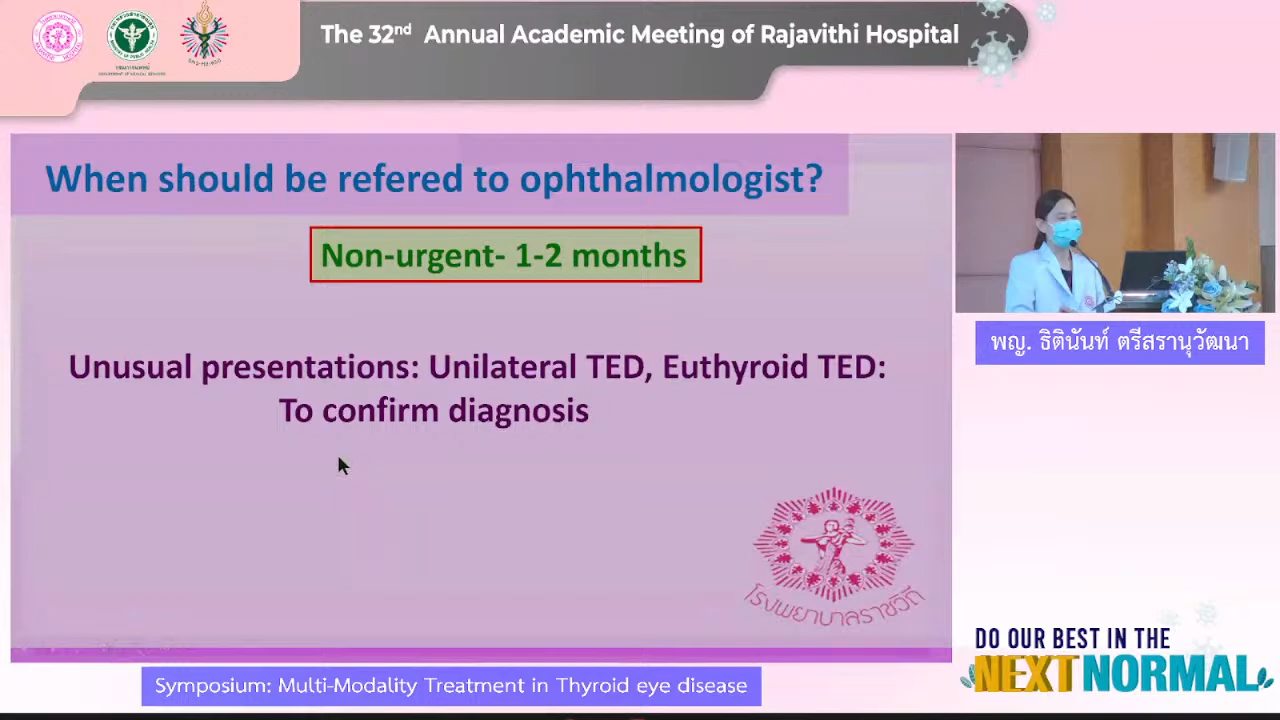 The 32nd Annual Academic Meeting of Rajavithi Hospital
When should be refered to ophthalmologist?
Non-urgent- 1-2 months
Unusual presentations: Unilateral TED, Euthyroid TED:
To confirm diagnosis
โรงพยาบาลราชวิถี
พญ. ธิตินันท์ ตรีสรานุวัฒนา
DO OUR BEST IN THE
NEXT NORMAL
Symposium: Multi-Modality Treatment in Thyroid eye disease